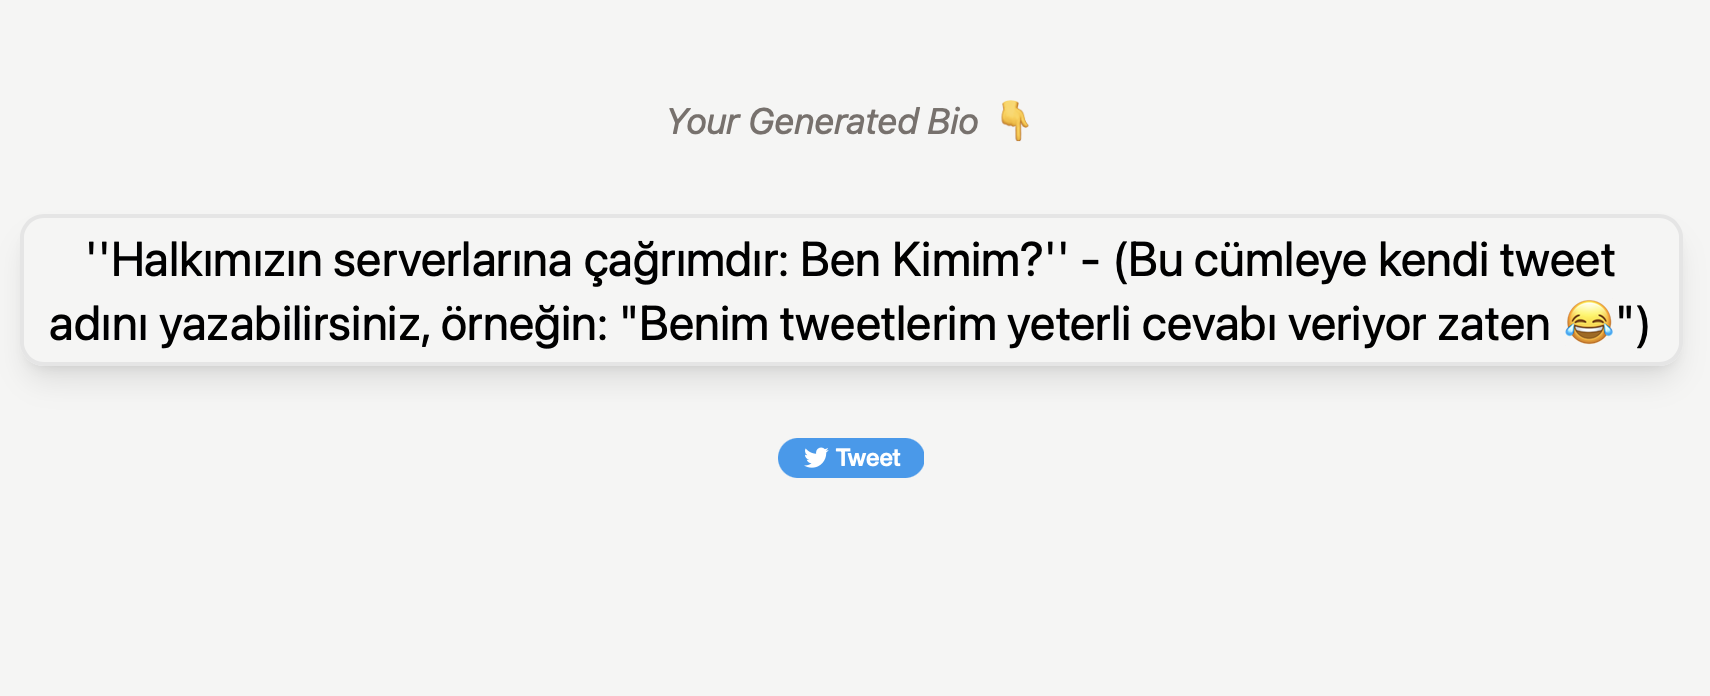 Your Generated Bio 👇
''Halkımızın serverlarına çağrımdır: Ben Kimim?'' - (Bu cümleye kendi tweet
adını yazabilirsiniz, örneğin: "Benim tweetlerim yeterli cevabı veriyor zaten 😂")
Tweet